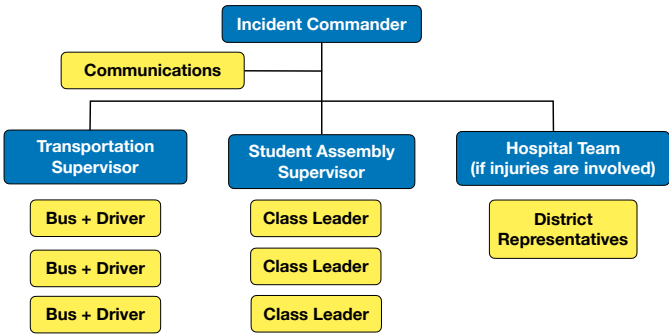 Incident Commander
Communications
Transportation
Supervisor
Student Assembly
Supervisor
Hospital Team
(if injuries are involved)
Bus + Driver
Class Leader
District
Representatives
Bus + Driver
Class Leader
Bus + Driver
Class Leader